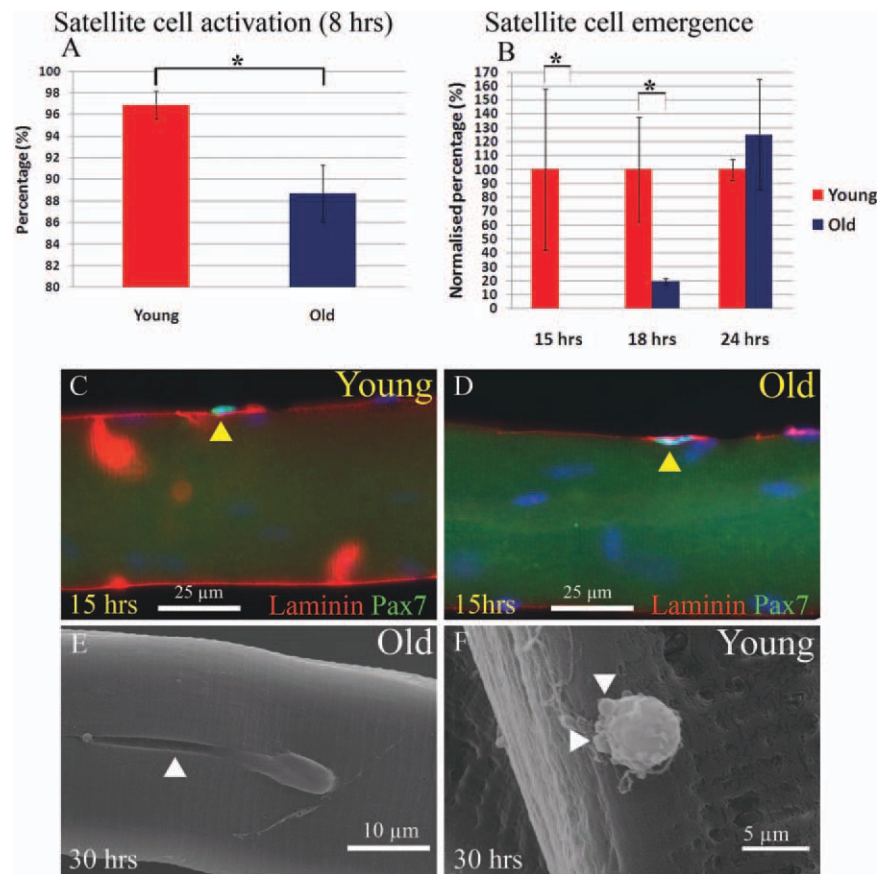 Satellite cell activation (8 hrs)
A
*
Percentage (%)
100
98
96
94
92
90
88
86
84
82
80
Young
Old
Satellite cell emergence
B
*
*
Normalised percentage (%)
170
160
150
140
130
120
110
100
90
80
70
60
50
40
30
20
10
0
15 hrs
18 hrs
24 hrs
Young
Old
C
Young
15 hrs
25 μm
Laminin Pax7
D
Old
15hrs
25 μm
Laminin Pax7
E
Old
30 hrs
10 μm
F
Young
30 hrs
5 μm